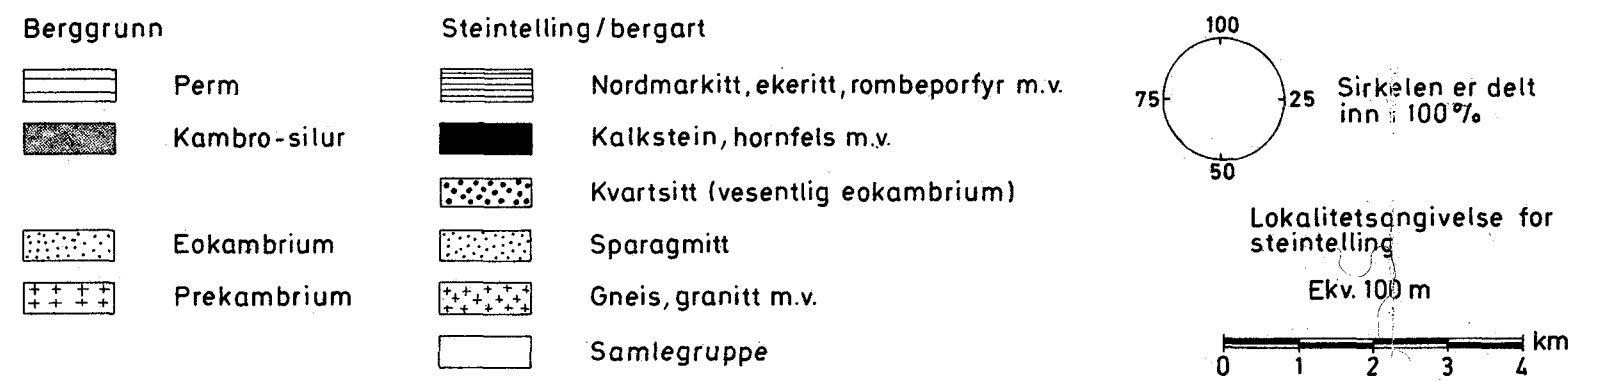 Berggrunn
Perm
Kambro-silur
Eokambrium
Prekambrium
Steintelling/bergart
Nordmarkitt, ekeritt, rombeporfyr m.v.
Kalkstein, hornfels m.v.
Kvartsitt (vesentlig eokambrium)
Sparagmitt
Gneis, granitt m.v.
Samlegruppe
100
75
25
50
Sirkelen er delt
inn i 100%
Lokalitetsangivelse for
steintelling
Ekv. 100 m
km
0 1 2 3 4